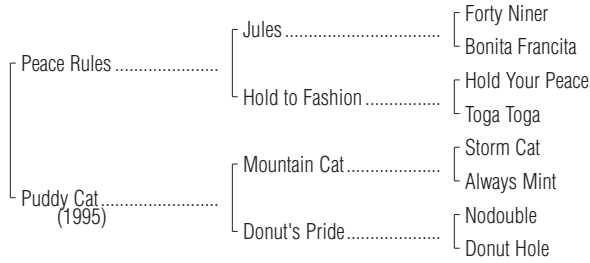 Forty Niner
Jules ................................
Bonita Francita
Peace Rules ......................
Hold Your Peace
Hold to Fashion ................
Toga Toga
Storm Cat
Mountain Cat....................
Always Mint
Puddy Cat.........................
(1995)
Nodouble
Donut's Pride....................
Donut Hole